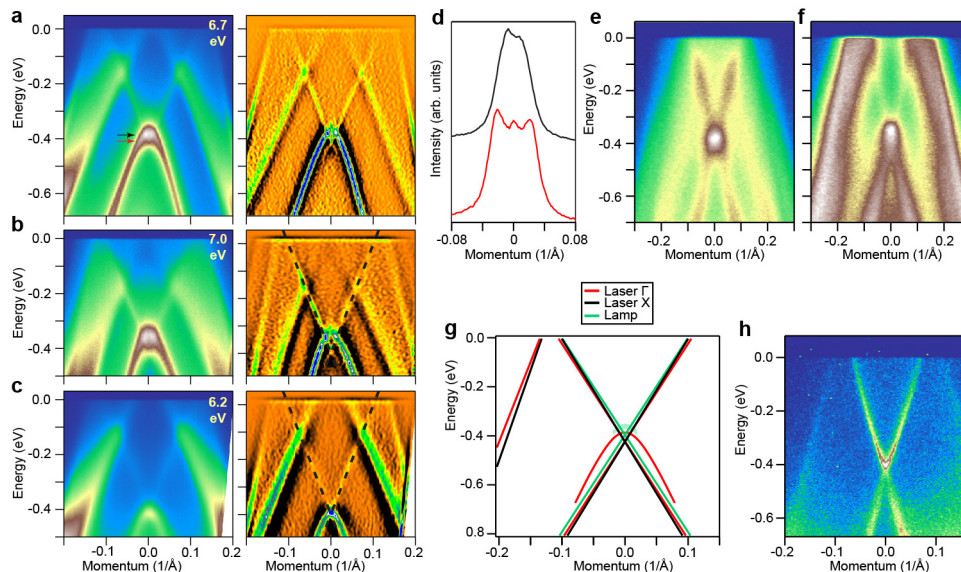 a
6.7
eV
Energy (eV)
0.0
-0.2
-0.4
-0.6
b
7.0
eV
Energy (eV)
0.0
-0.2
-0.4
c
6.2
eV
Energy (eV)
0.0
-0.2
-0.4
-0.1 0.0 0.1 0.2
Momentum (1/Å)
-0.1 0.0 0.1 0.2
Momentum (1/Å)
d
Intensity (arb. units)
-0.08 0 0.08
Momentum (1/Å)
e
Energy (eV)
0.0
-0.2
-0.4
-0.6
-0.2 0.0 0.2
Momentum (1/Å)
f
-0.2 0.0 0.2
Momentum (1/Å)
Laser Γ
Laser X
Lamp
g
Energy (eV)
0.0
-0.2
-0.4
-0.6
0.8
-0.2 -0.1 0.0 0.1
Momentum (1/Å)
h
Energy (eV)
0.0
-0.2
-0.4
-0.6
-0.2 -0.1 0.0 0.1
Momentum (1/Å)